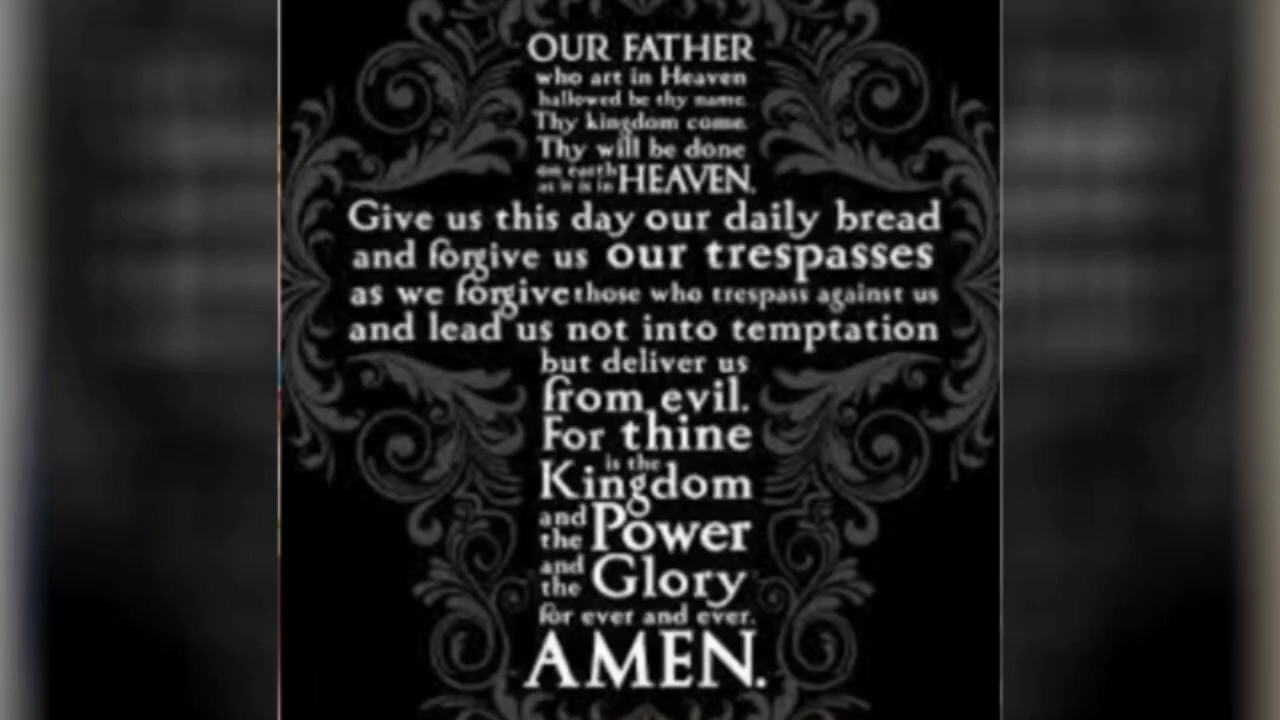 OUR FATHER
who art in Heaven
hallowed be thy name.
Thy kingdom come.
Thy will be done
on earth
as it is in HEAVEN.
Give us this day our daily bread
and forgive us our trespasses
as we forgive those who trespass against us
and lead us not into temptation
but deliver us
from evil.
For thine
is the
Kingdom
and the Power
and the Glory
for ever and ever.
AMEN.